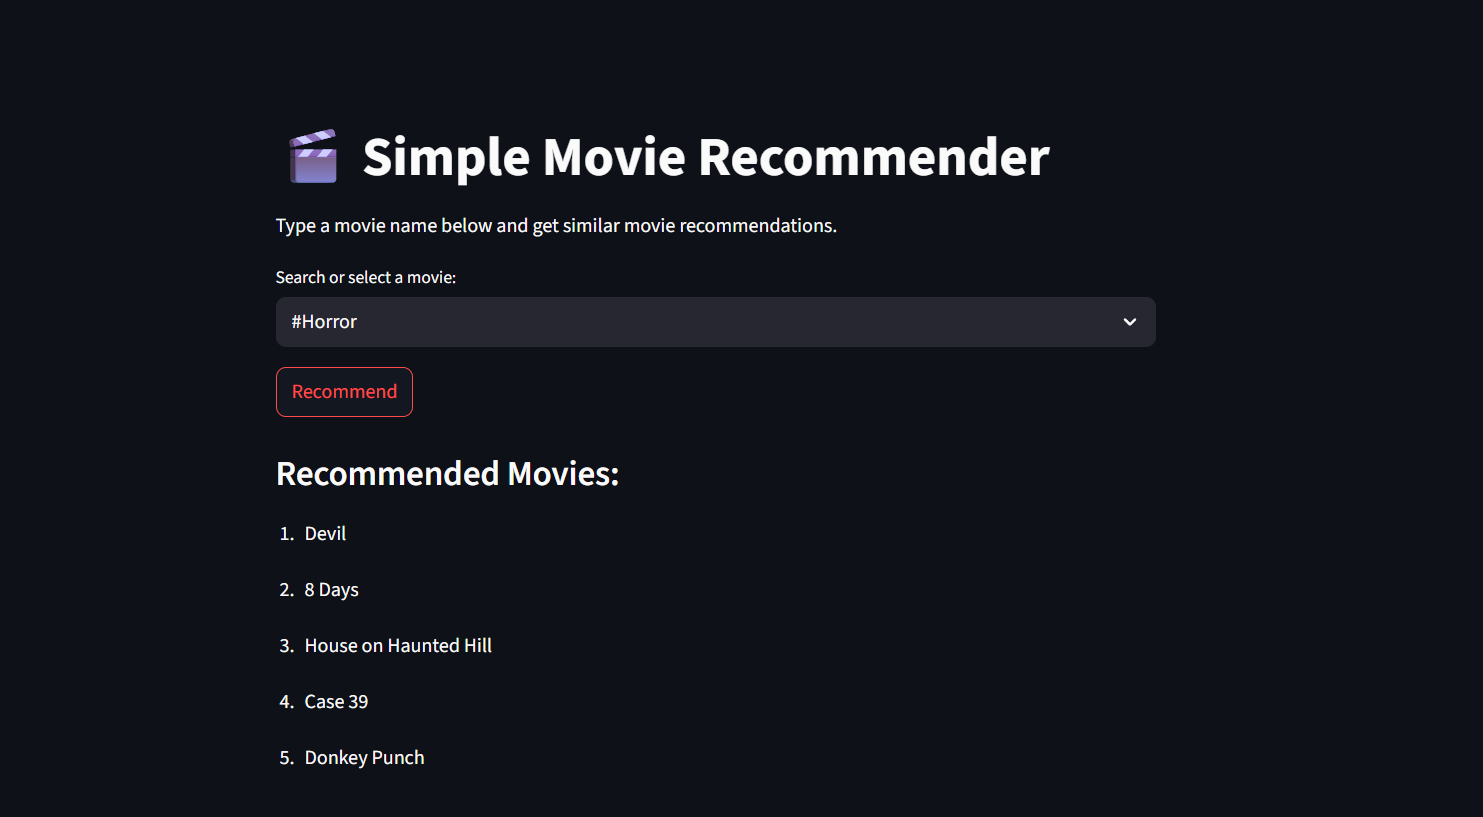 Simple Movie Recommender
Type a movie name below and get similar movie recommendations.
Search or select a movie:
#Horror
Recommend
Recommended Movies:
1. Devil
2. 8 Days
3. House on Haunted Hill
4. Case 39
5. Donkey Punch